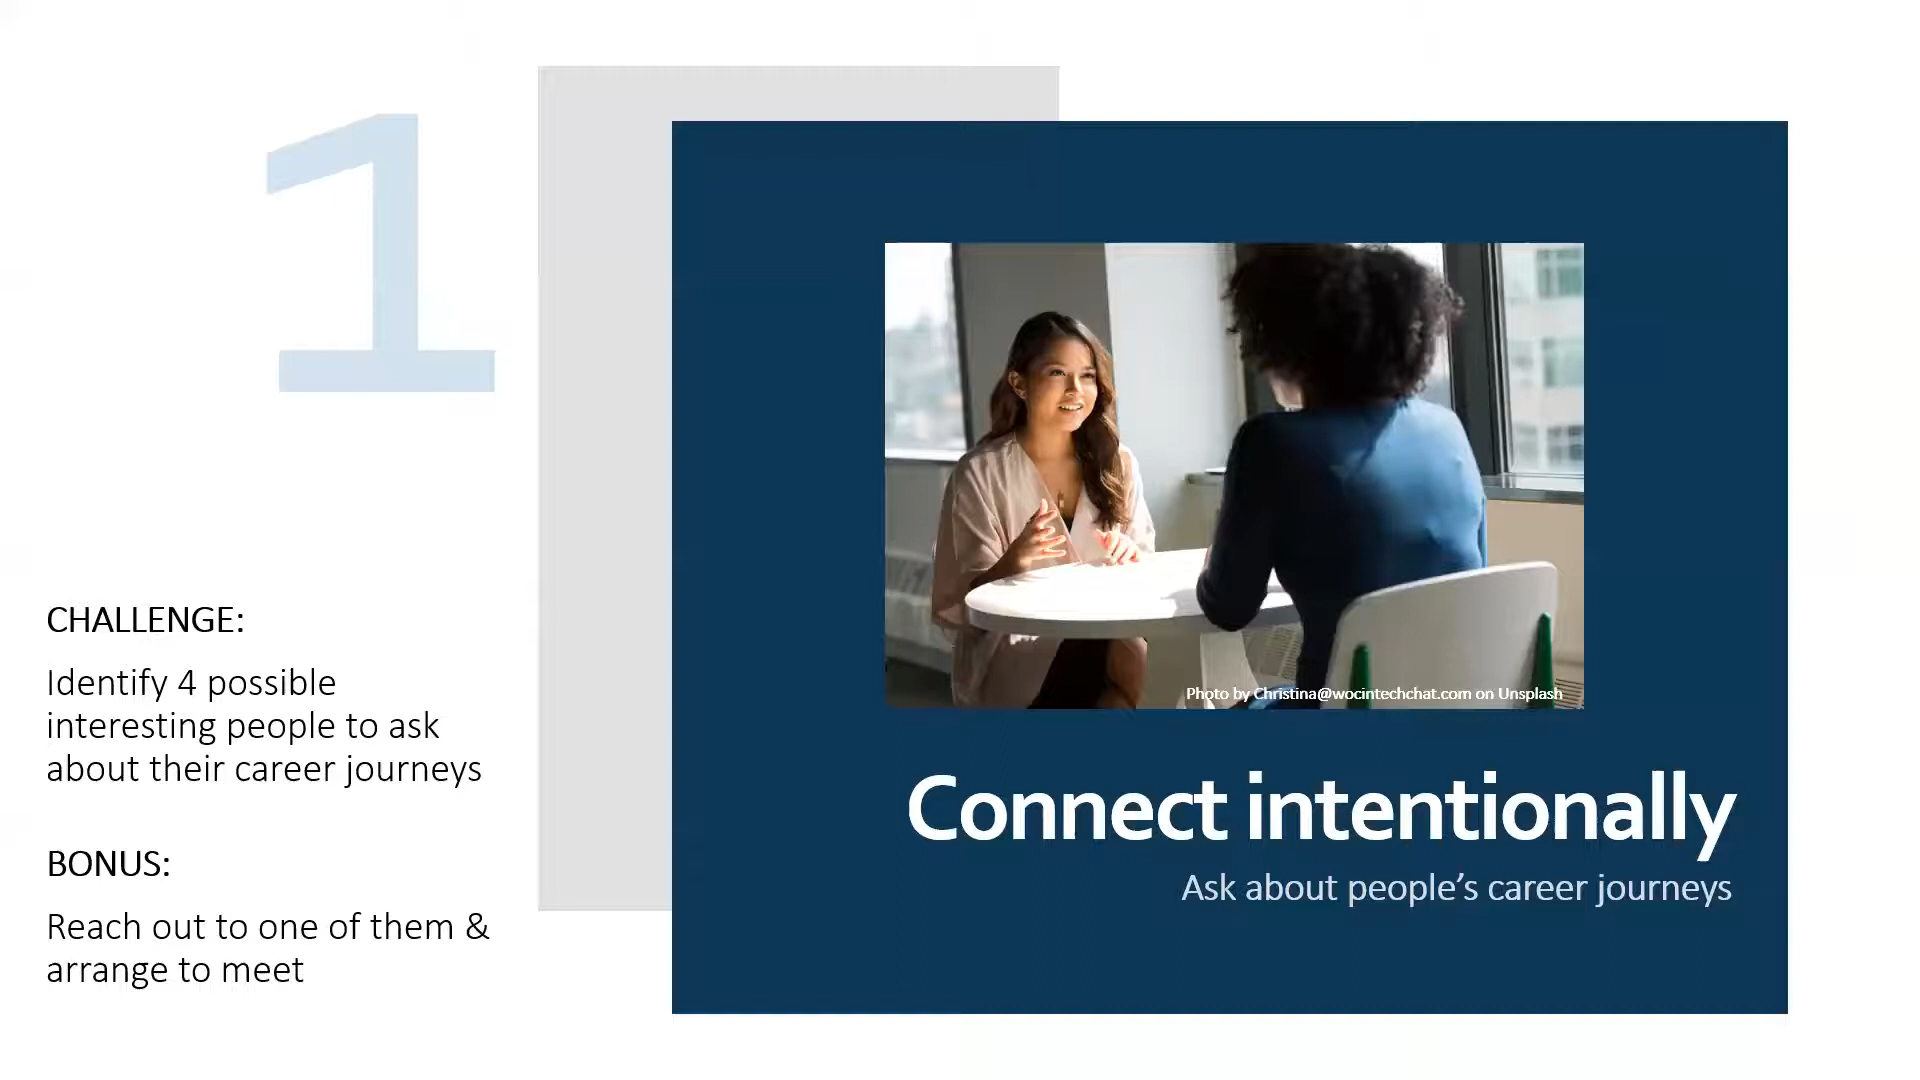 1
CHALLENGE:
Identify 4 possible
interesting people to ask
about their career journeys
BONUS:
Reach out to one of them &
arrange to meet
Photo by Christina@wocintechchat.com on Unsplash
Connect intentionally
Ask about people’s career journeys